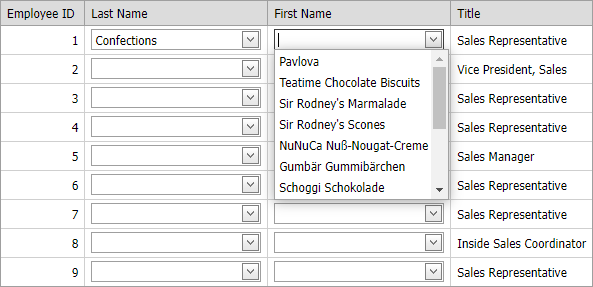 Employee ID Last Name First Name Title
1 Confections Sales Representative
Pavlova
2 Vice President, Sales
Teatime Chocolate Biscuits
3 Sir Rodney's Marmalade Sales Representative
4 Sir Rodney's Scones Sales Representative
NuNuCa Nuß-Nougat-Creme
5 Sales Manager
Gumbär Gummibärchen
6 Schoggi Schokolade Sales Representative
7 Sales Representative
8 Inside Sales Coordinator
9 Sales Representative